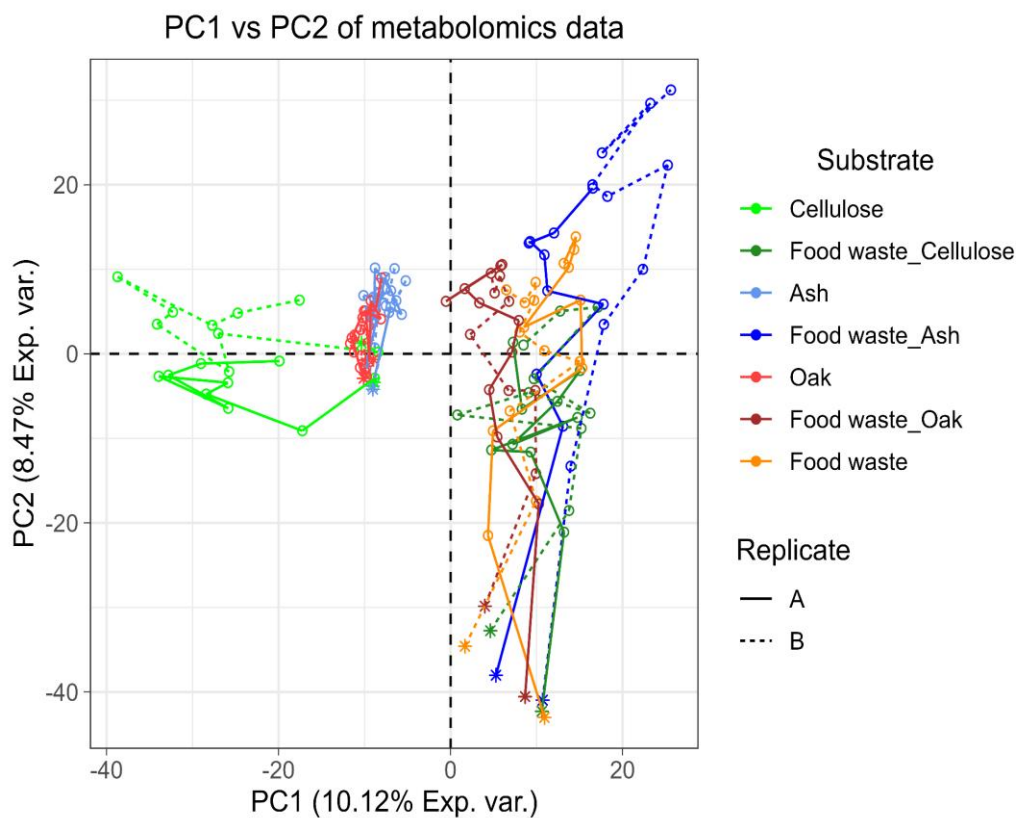 PC1 vs PC2 of metabolomics data
PC2 (8.47% Exp. var.)
20
0
-20
-40
-40
-20
0
20
PC1 (10.12% Exp. var.)
Substrate
Cellulose
Food waste_Cellulose
Ash
Food waste_Ash
Oak
Food waste_Oak
Food waste
Replicate
A
B